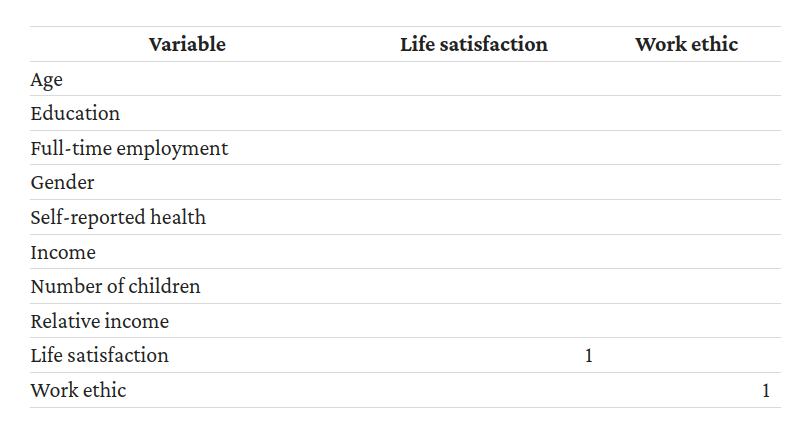 Variable Life satisfaction Work ethic
Age
Education
Full-time employment
Gender
Self-reported health
Income
Number of children
Relative income
Life satisfaction 1
Work ethic 1